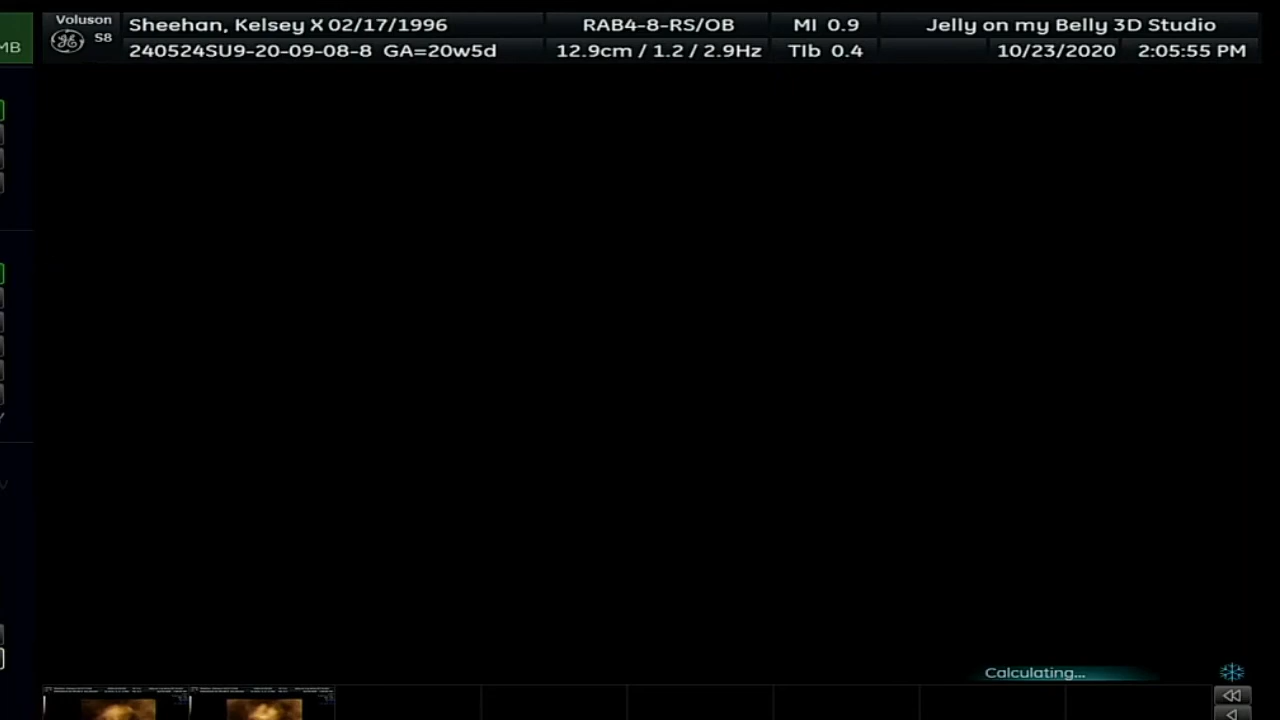 Voluson
S8
Sheehan, Kelsey X 02/17/1996
RAB4-8-RS/OB
MI 0.9
Jelly on my Belly 3D Studio
MB
240524SU9-20-09-08-8 GA=20w5d
12.9cm / 1.2 / 2.9Hz
TIb 0.4
10/23/2020 2:05:55 PM
Calculating...